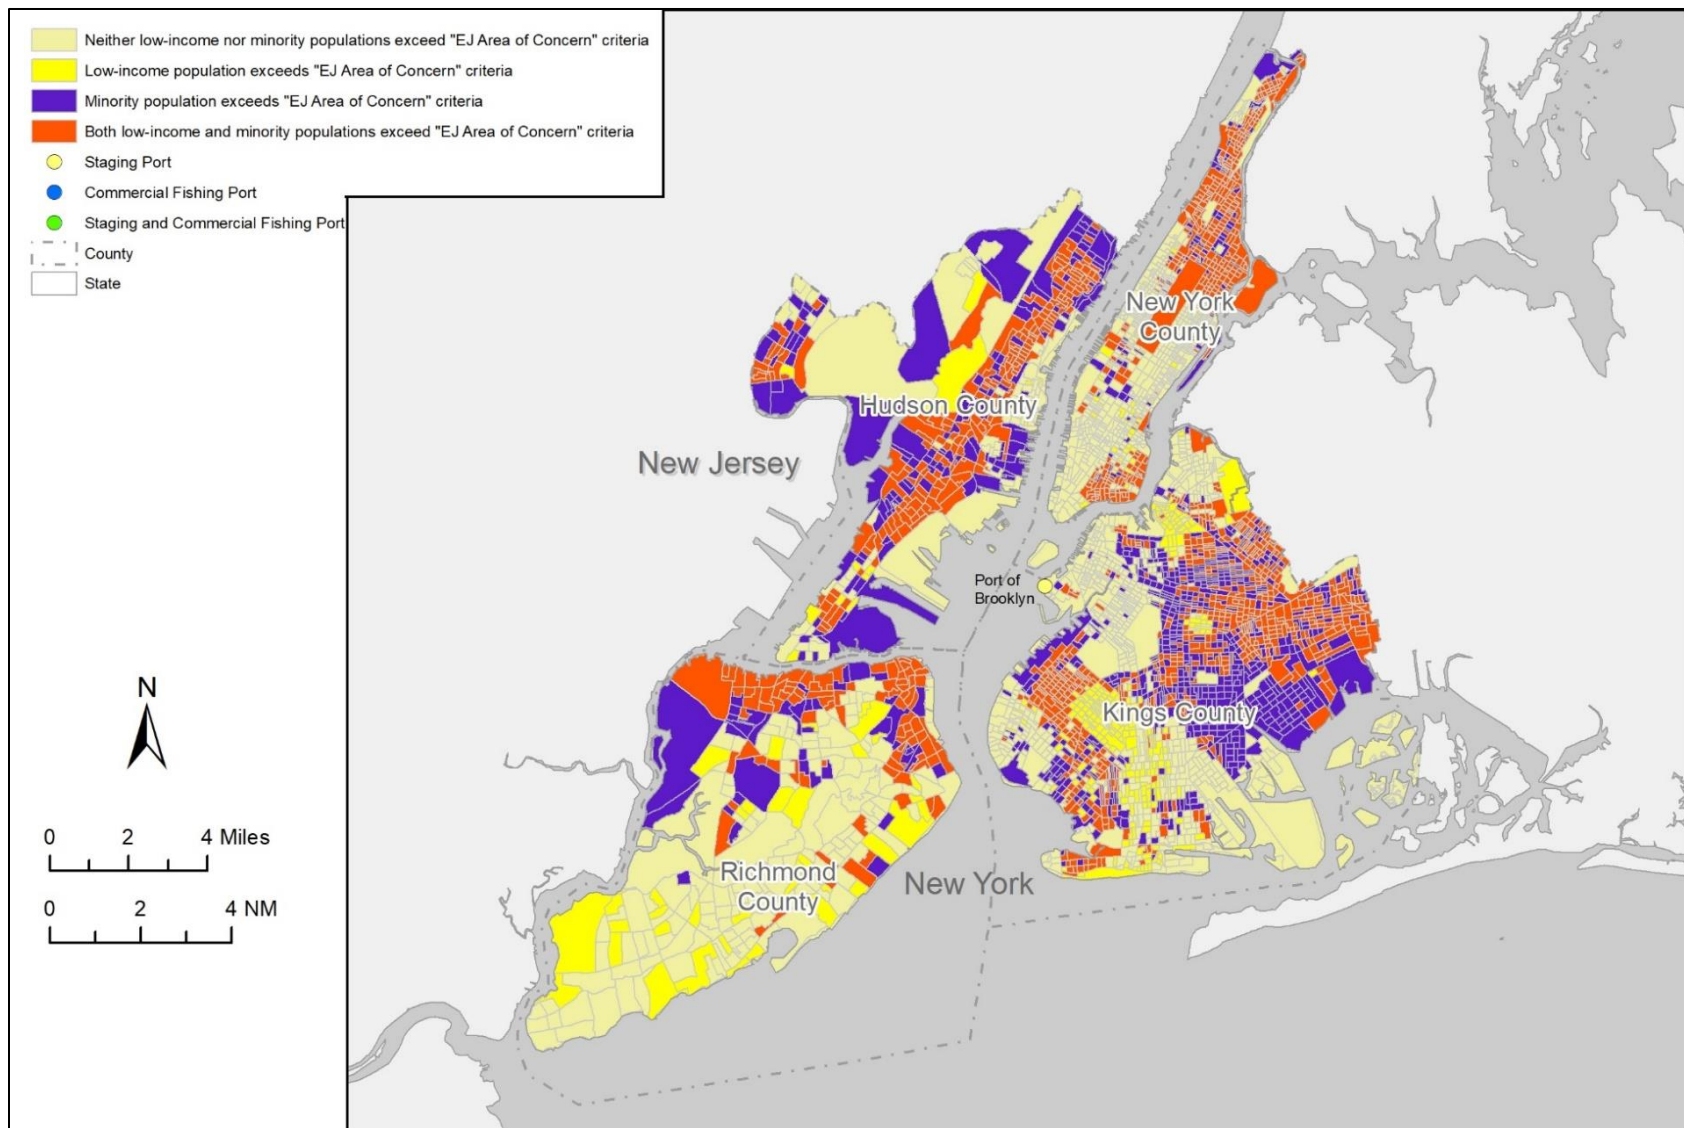 Neither low-income nor minority populations exceed "EJ Area of Concern" criteria
Low-income population exceeds "EJ Area of Concern" criteria
Minority population exceeds "EJ Area of Concern" criteria
Both low-income and minority populations exceed "EJ Area of Concern" criteria
Staging Port
Commercial Fishing Port
Staging and Commercial Fishing Port
County
State
New York
County
Hudson County
New Jersey
Port of
Brooklyn
Kings County
Richmond
County
New York
N
0 2 4 Miles
0 2 4 NM